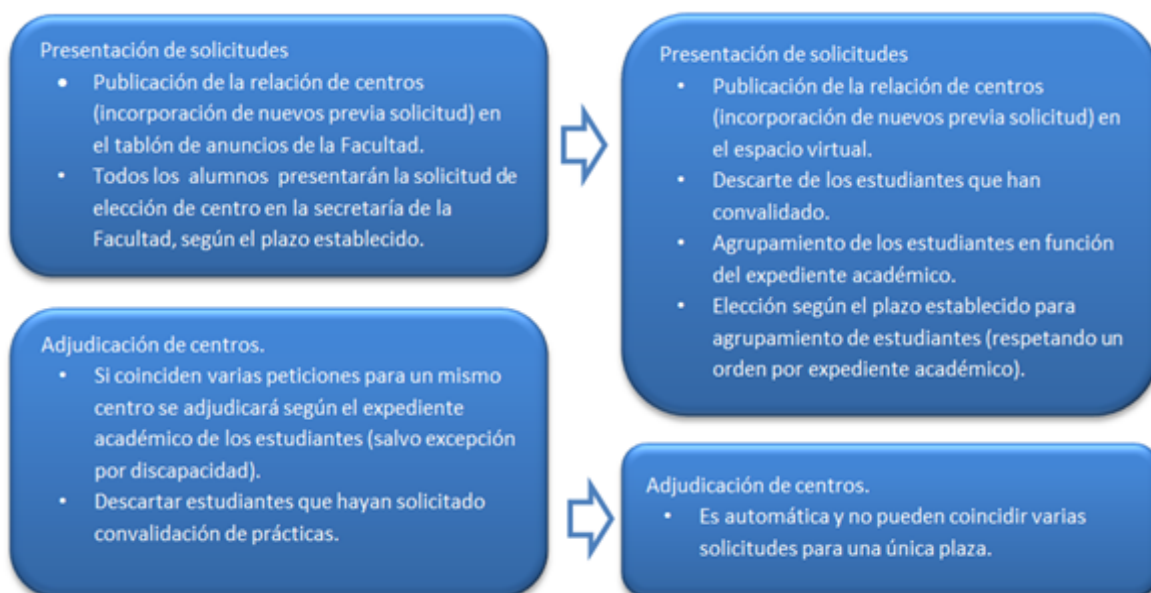 Presentación de solicitudes
• Publicación de la relación de centros
(incorporación de nuevos previa solicitud) en
el tablón de anuncios de la Facultad.
• Todos los alumnos presentarán la solicitud de
elección de centro en la secretaría de la
Facultad, según el plazo establecido.
Presentación de solicitudes
• Publicación de la relación de centros
(incorporación de nuevos previa solicitud) en
el espacio virtual.
• Descarte de los estudiantes que han
convalidado.
• Agrupamiento de los estudiantes en función
del expediente académico.
• Elección según el plazo establecido para
agrupamiento de estudiantes (respetando un
orden por expediente académico).
Adjudicación de centros.
• Si coinciden varias peticiones para un mismo
centro se adjudicará según el expediente
académico de los estudiantes (salvo excepción
por discapacidad).
• Descartar estudiantes que hayan solicitado
convalidación de prácticas.
Adjudicación de centros.
• Es automática y no pueden coincidir varias
solicitudes para una única plaza.